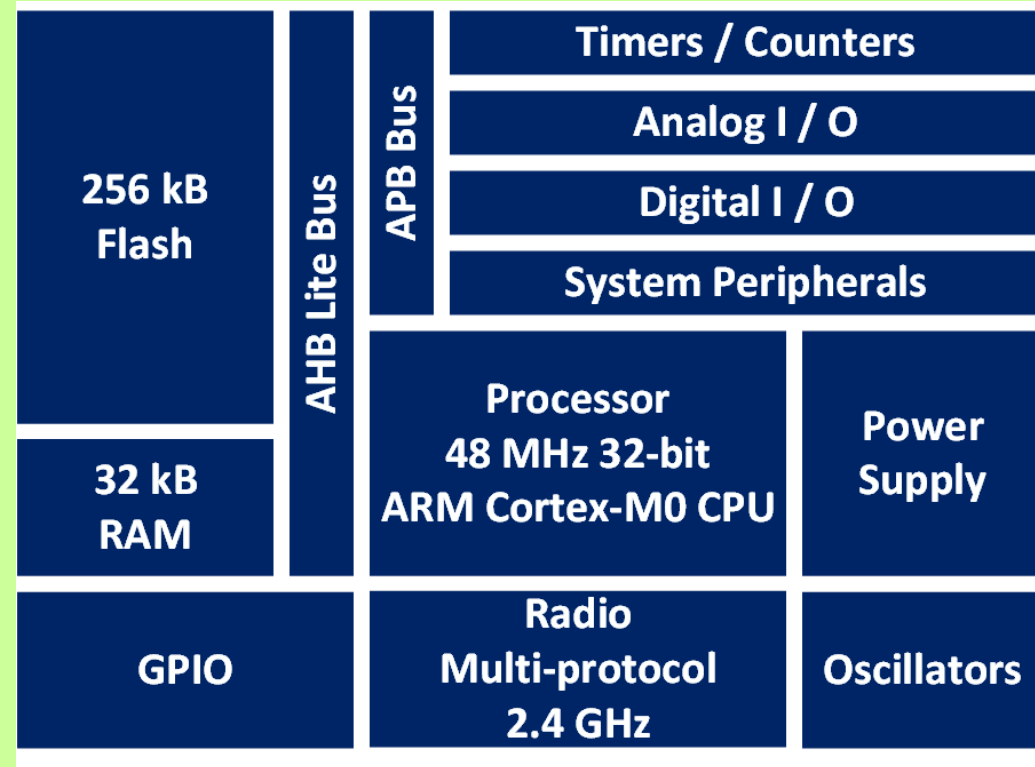 256 kB
Flash
32 kB
RAM
GPIO
AHB Lite Bus
APB Bus
Timers / Counters
Analog I / O
Digital I / O
System Peripherals
Processor
48 MHz 32-bit
ARM Cortex-M0 CPU
Power
Supply
Radio
Multi-protocol
2.4 GHz
Oscillators